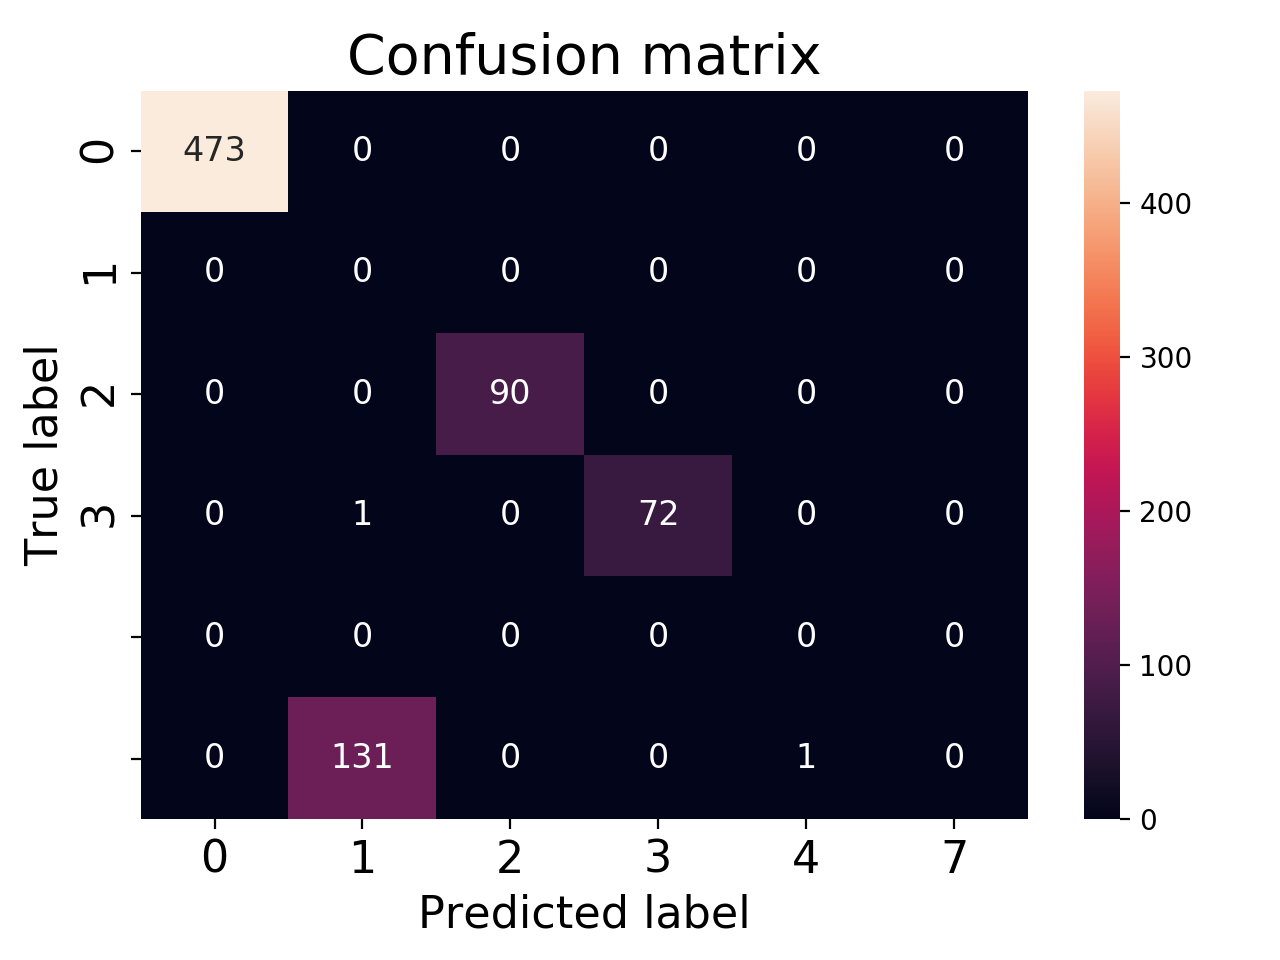 Confusion matrix
0 473 0 0 0 0 0
1 0 0 0 0 0 0
2 0 0 90 0 0 0
3 0 1 0 72 0 0
0 0 0 0 0 0
0 131 0 0 1 0
True label
0 1 2 3 4 7
Predicted label
400
300
200
100
0